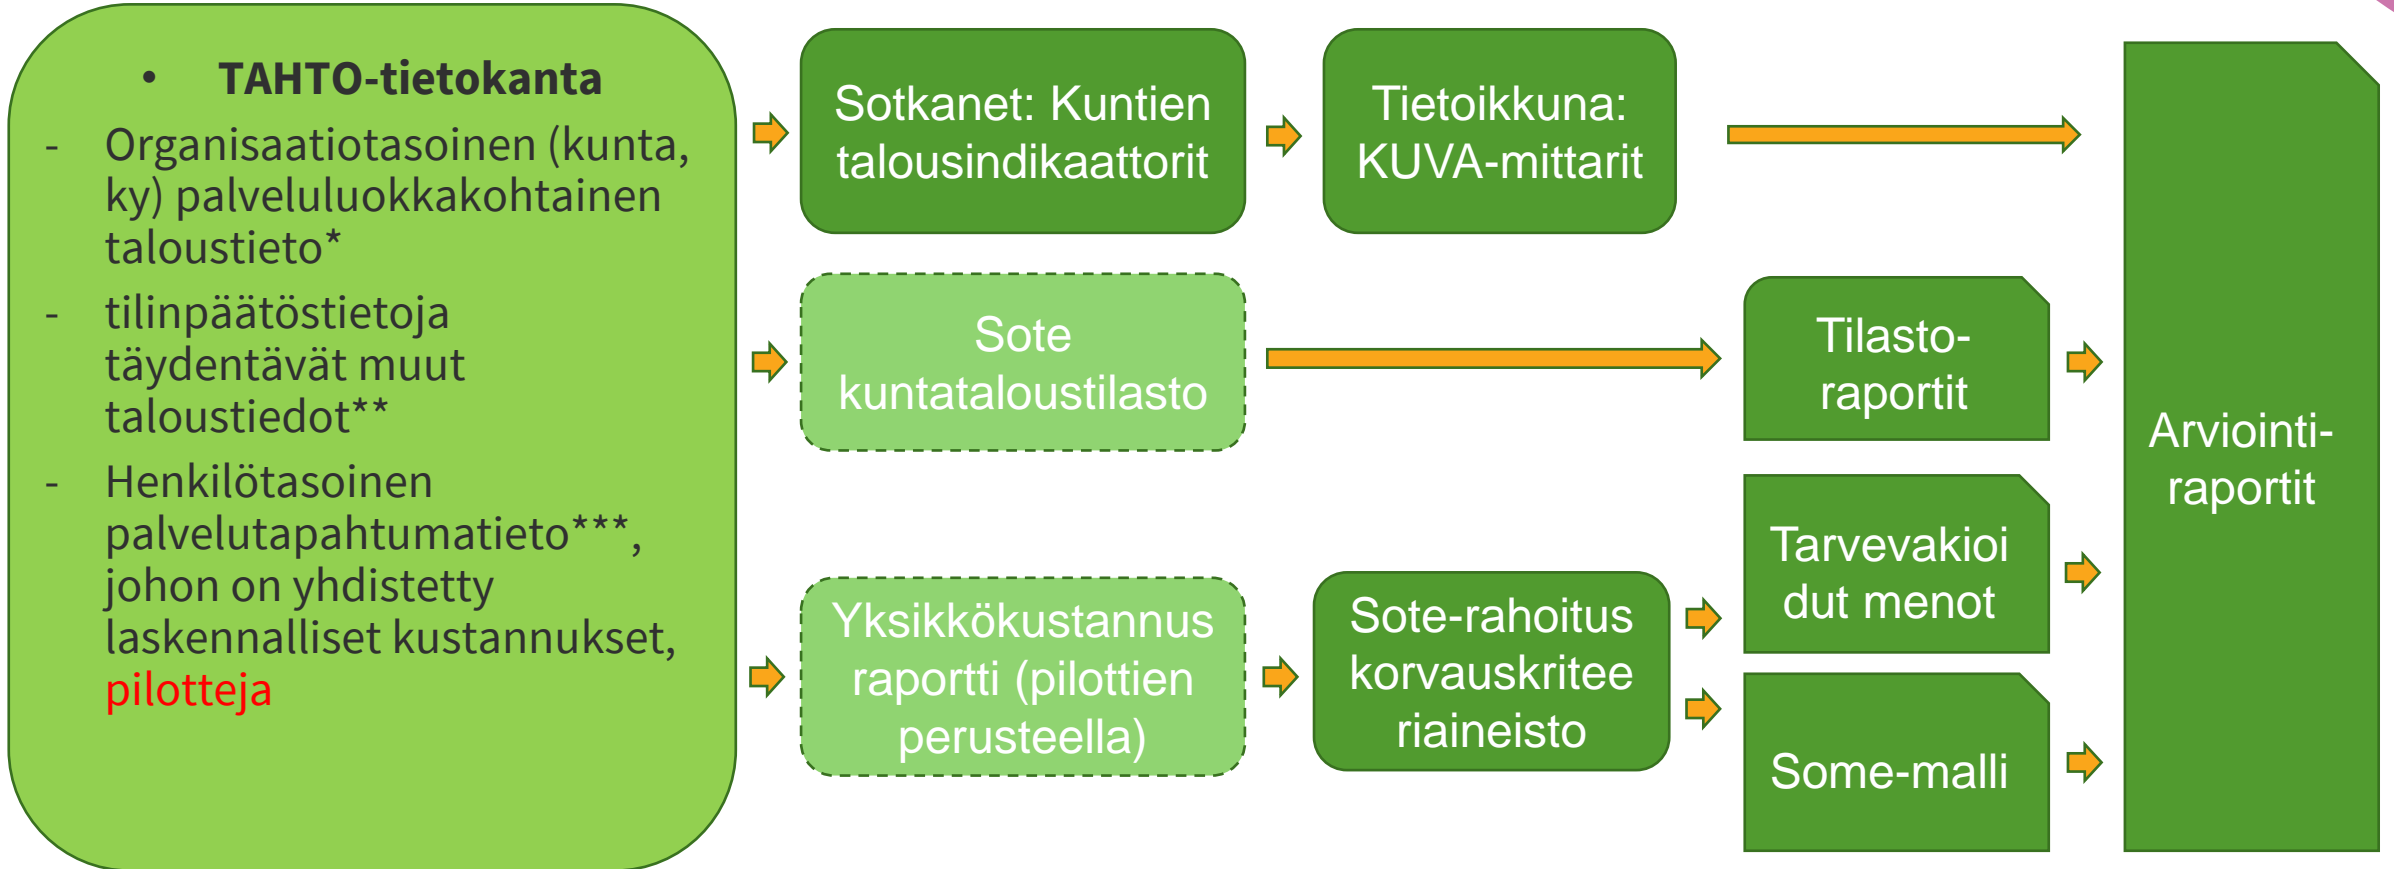 • TAHTO-tietokanta
- Organisaatiotasoinen (kunta,
ky) palveluluokkakohtainen
taloustieto*
- tilinpäätöstietoja
täydentävät muut
taloustiedot**
- Henkilötasoinen
palvelutapahtumatieto***,
johon on yhdistetty
laskennalliset kustannukset,
pilotteja
Sotkanet: Kuntien
talousindikaattorit
Tietoikkuna:
KUVA-mittarit
Sote
kuntataloustilasto
Tilasto-
raportit
Yksikkökustannus
raportti (pilottien
perusteella)
Sote-rahoitus
korvauskritee
riaineisto
Tarvevakioi
dut menot
Some-malli
Arviointi-
raportit